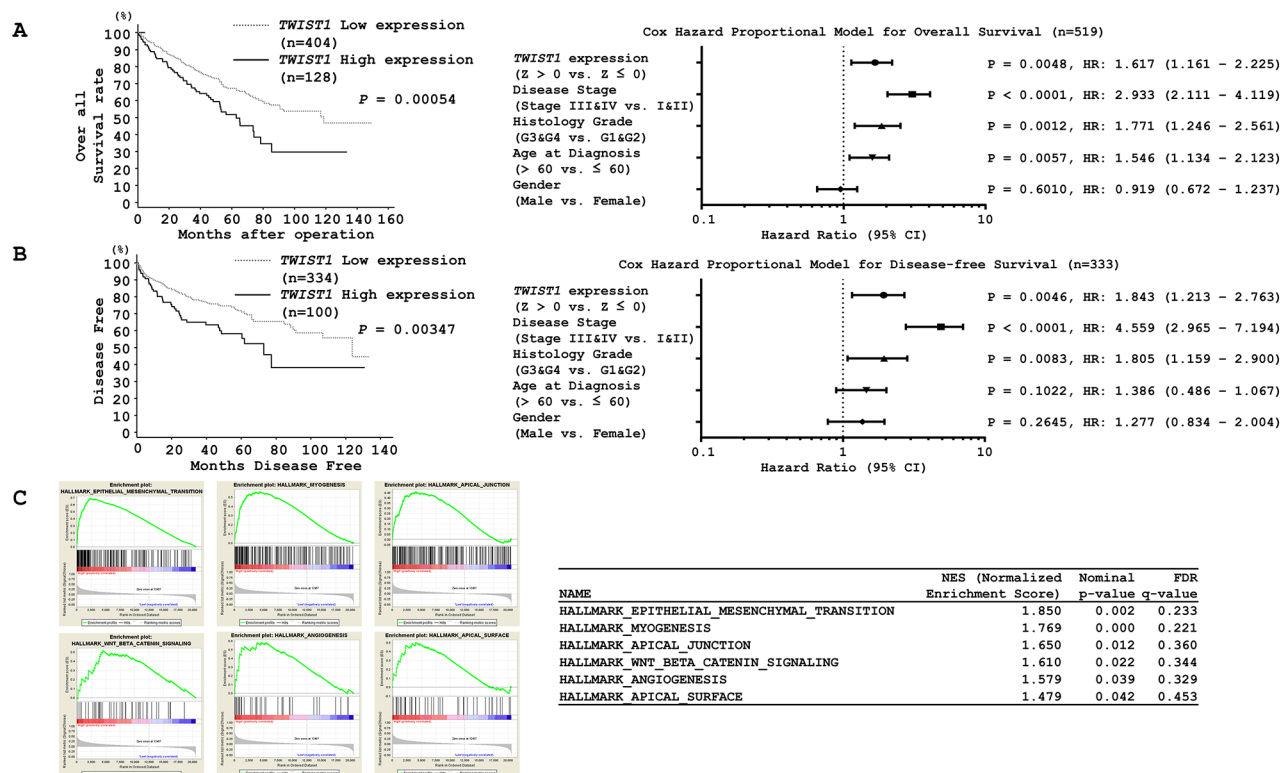 A
(%)
TWIST1 Low expression
(n=404)
TWIST1 High expression
(n=128)
P = 0.00054
Over all
Survival rate
100
90
80
70
60
50
40
30
20
10
0
0 20 40 60 80 100 120 140 160
Months after operation
Cox Hazard Proportional Model for Overall Survival (n=519)
TWIST1 expression
(Z > 0 vs. Z ≤ 0)
P = 0.0048, HR: 1.617 (1.161 - 2.225)
Disease Stage
(Stage III&IV vs. I&II)
P < 0.0001, HR: 2.933 (2.111 - 4.119)
Histology Grade
(G3&G4 vs. G1&G2)
P = 0.0012, HR: 1.771 (1.246 - 2.561)
Age at Diagnosis
(> 60 vs. ≤ 60)
P = 0.0057, HR: 1.546 (1.134 - 2.123)
Gender
(Male vs. Female)
P = 0.6010, HR: 0.919 (0.672 - 1.237)
0.1 1 10
Hazard Ratio (95% CI)
B
(%)
TWIST1 Low expression
(n=334)
TWIST1 High expression
(n=100)
P = 0.00347
Disease Free
100
90
80
70
60
50
40
30
20
10
0
0 20 40 60 80 100 120 140
Months Disease Free
Cox Hazard Proportional Model for Disease-free Survival (n=333)
TWIST1 expression
(Z > 0 vs. Z ≤ 0)
P = 0.0046, HR: 1.843 (1.213 - 2.763)
Disease Stage
(Stage III&IV vs. I&II)
P < 0.0001, HR: 4.559 (2.965 - 7.194)
Histology Grade
(G3&G4 vs. G1&G2)
P = 0.0083, HR: 1.805 (1.159 - 2.900)
Age at Diagnosis
(> 60 vs. ≤ 60)
P = 0.1022, HR: 1.386 (0.486 - 1.067)
Gender
(Male vs. Female)
P = 0.2645, HR: 1.277 (0.834 - 2.004)
0.1 1 10
Hazard Ratio (95% CI)
C
Enrichment plot:
HALLMARK_EPITHELIAL_MESENCHYMAL_TRANSITION
Enrichment plot: HALLMARK_MYOGENESIS
Enrichment plot: HALLMARK_APICAL_JUNCTION
Enrichment score (ES)
Rank in Ordered Dataset
Enrichment profile Hits Ranking metric scores
Enrichment plot:
HALLMARK_WNT_BETA_CATENIN_SIGNALING
Enrichment plot: HALLMARK_ANGIOGENESIS
Enrichment plot: HALLMARK_APICAL_SURFACE
NAME NES (Normalized Enrichment Score) Nominal p-value FDR q-value
HALLMARK_EPITHELIAL_MESENCHYMAL_TRANSITION 1.850 0.002 0.233
HALLMARK_MYOGENESIS 1.769 0.000 0.221
HALLMARK_APICAL_JUNCTION 1.650 0.012 0.360
HALLMARK_WNT_BETA_CATENIN_SIGNALING 1.610 0.022 0.344
HALLMARK_ANGIOGENESIS 1.579 0.039 0.329
HALLMARK_APICAL_SURFACE 1.479 0.042 0.453